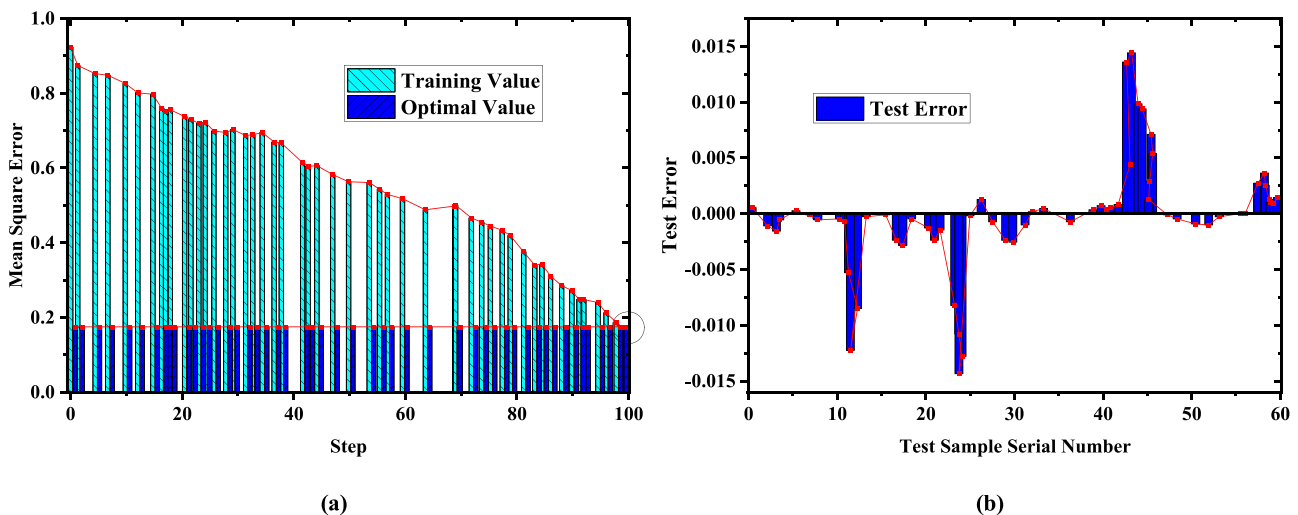 1.0
0.8
0.6
0.4
0.2
0.0
Mean Square Error
Training Value
Optimal Value
0 20 40 60 80 100
Step
(a)
0.015
0.010
0.005
0.000
-0.005
-0.010
-0.015
Test Error
Test Error
0 10 20 30 40 50 60
Test Sample Serial Number
(b)